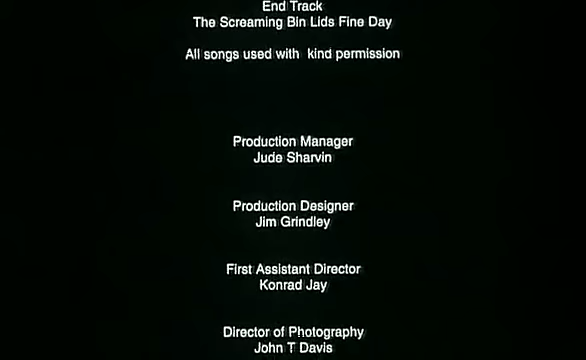 End Track
The Screaming Bin Lids Fine Day
All songs used with kind permission
Production Manager
Jude Sharvin
Production Designer
Jim Grindley
First Assistant Director
Konrad Jay
Director of Photography
John T Davis